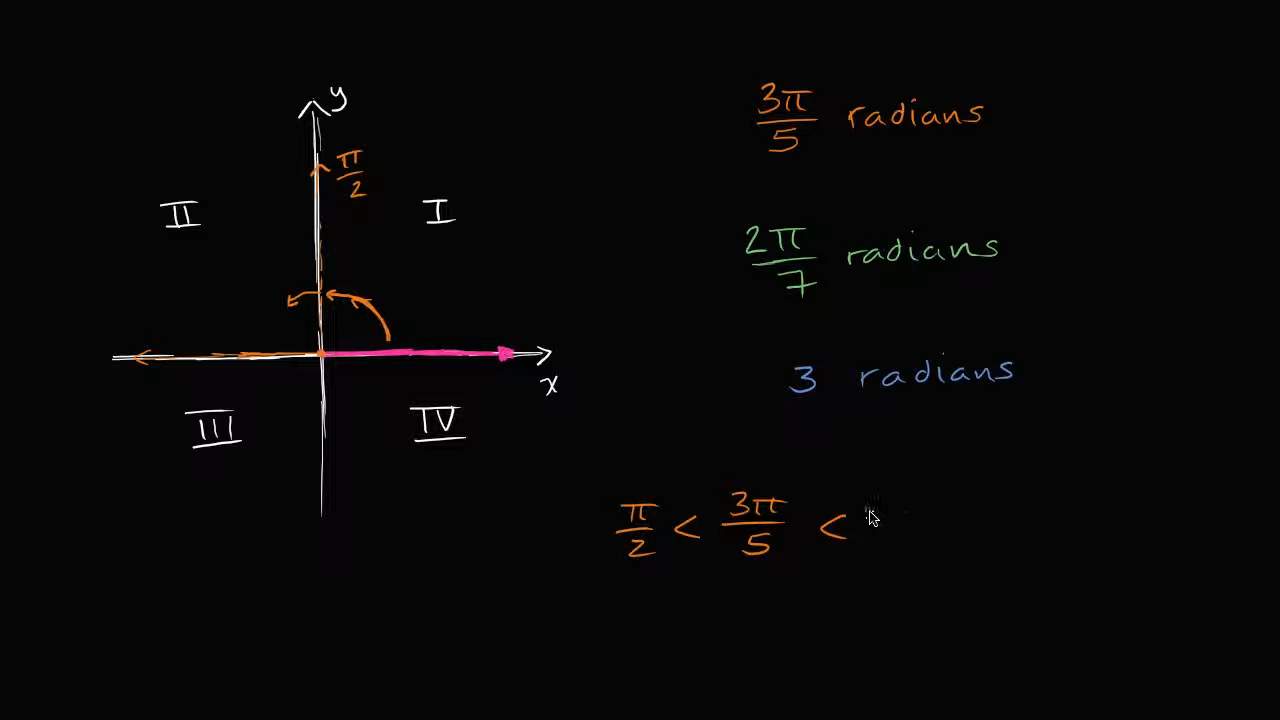 y
π/2
II
I
x
III
IV
3π/5 radians
2π/7 radians
3 radians
π/2 < 3π/5 <